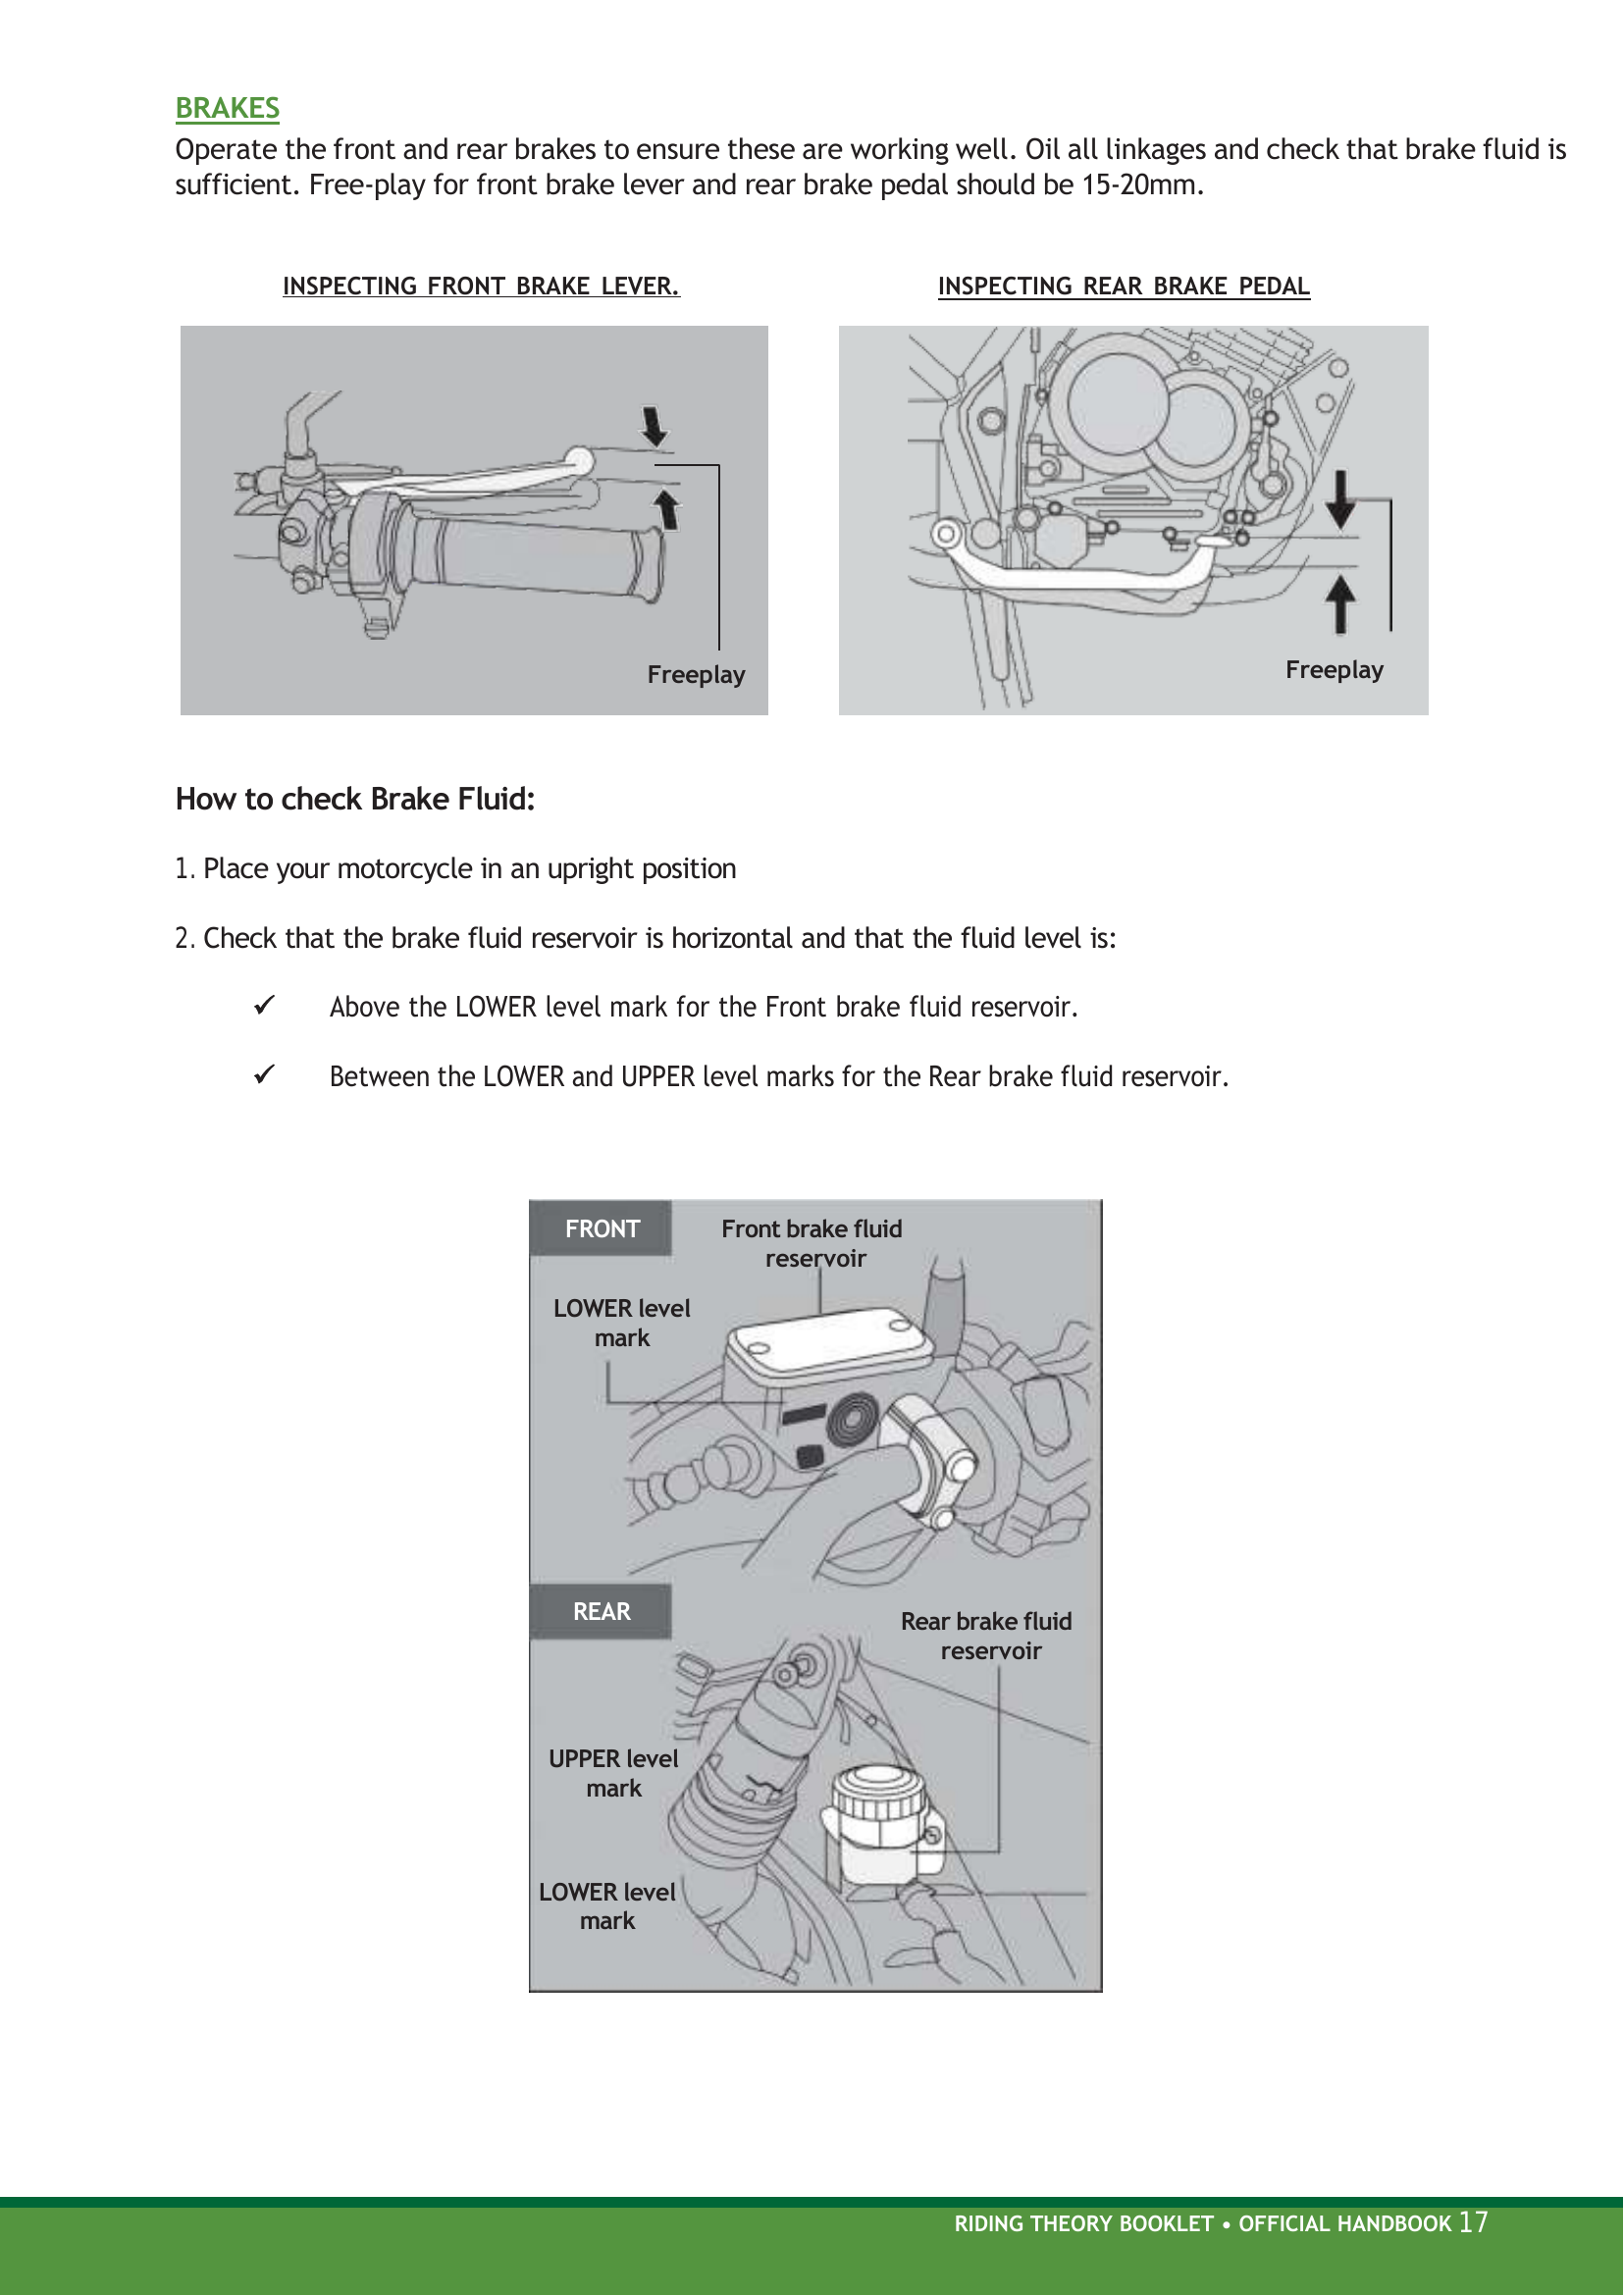 BRAKES
Operate the front and rear brakes to ensure these are working well. Oil all linkages and check that brake fluid is
sufficient. Free-play for front brake lever and rear brake pedal should be 15-20mm.
INSPECTING FRONT BRAKE LEVER.
INSPECTING REAR BRAKE PEDAL
Freeplay
Freeplay
How to check Brake Fluid:
1. Place your motorcycle in an upright position
2. Check that the brake fluid reservoir is horizontal and that the fluid level is:
✓ Above the LOWER level mark for the Front brake fluid reservoir.
✓ Between the LOWER and UPPER level marks for the Rear brake fluid reservoir.
FRONT
Front brake fluid
reservoir
LOWER level
mark
REAR
Rear brake fluid
reservoir
UPPER level
mark
LOWER level
mark
RIDING THEORY BOOKLET • OFFICIAL HANDBOOK 17